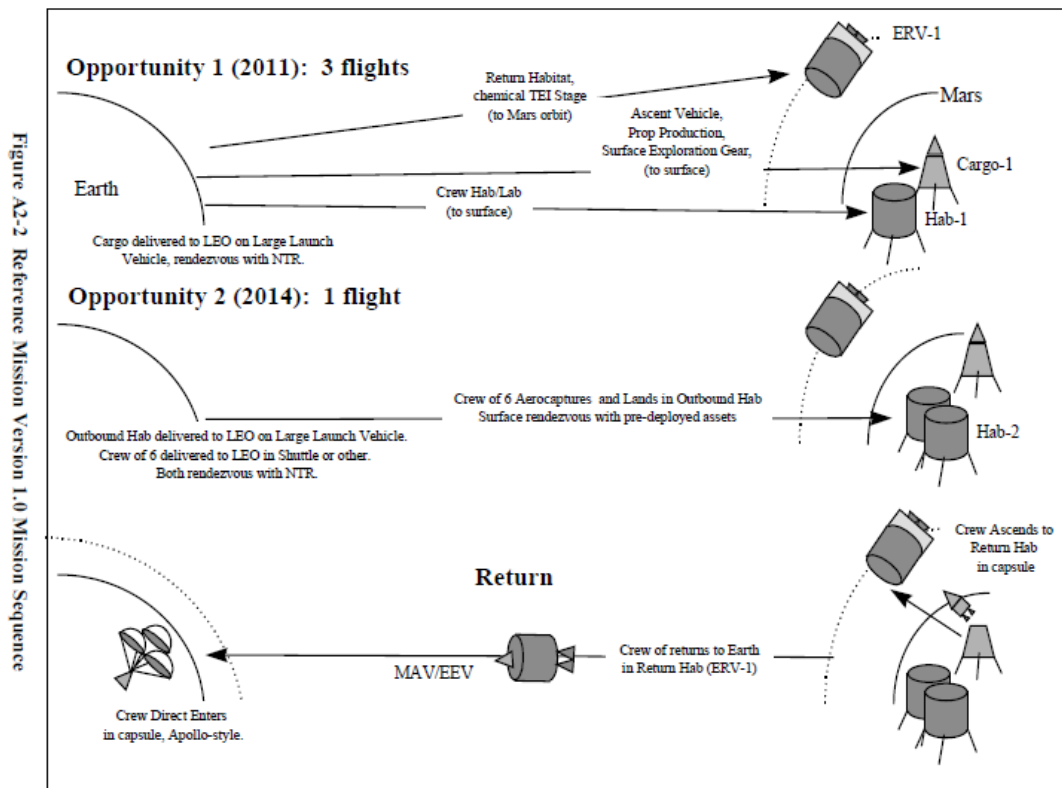 Figure A2-2 Reference Mission Version 1.0 Mission Sequence
Opportunity 1 (2011): 3 flights
ERV-1
Return Habitat,
chemical TEI Stage
(to Mars orbit)
Mars
Ascent Vehicle,
Prop Production,
Surface Exploration Gear,
(to surface)
Cargo-1
Earth
Crew Hab/Lab
(to surface)
Hab-1
Cargo delivered to LEO on Large Launch
Vehicle, rendezvous with NTR.
Opportunity 2 (2014): 1 flight
Crew of 6 Aerocaptures and Lands in Outbound Hab
Surface rendezvous with pre-deployed assets
Hab-2
Outbound Hab delivered to LEO on Large Launch Vehicle.
Crew of 6 delivered to LEO in Shuttle or other.
Both rendezvous with NTR.
Crew Ascends to
Return Hab
in capsule
Return
Crew of returns to Earth
in Return Hab (ERV-1)
MAV/EEV
Crew Direct Enters
in capsule, Apollo-style.